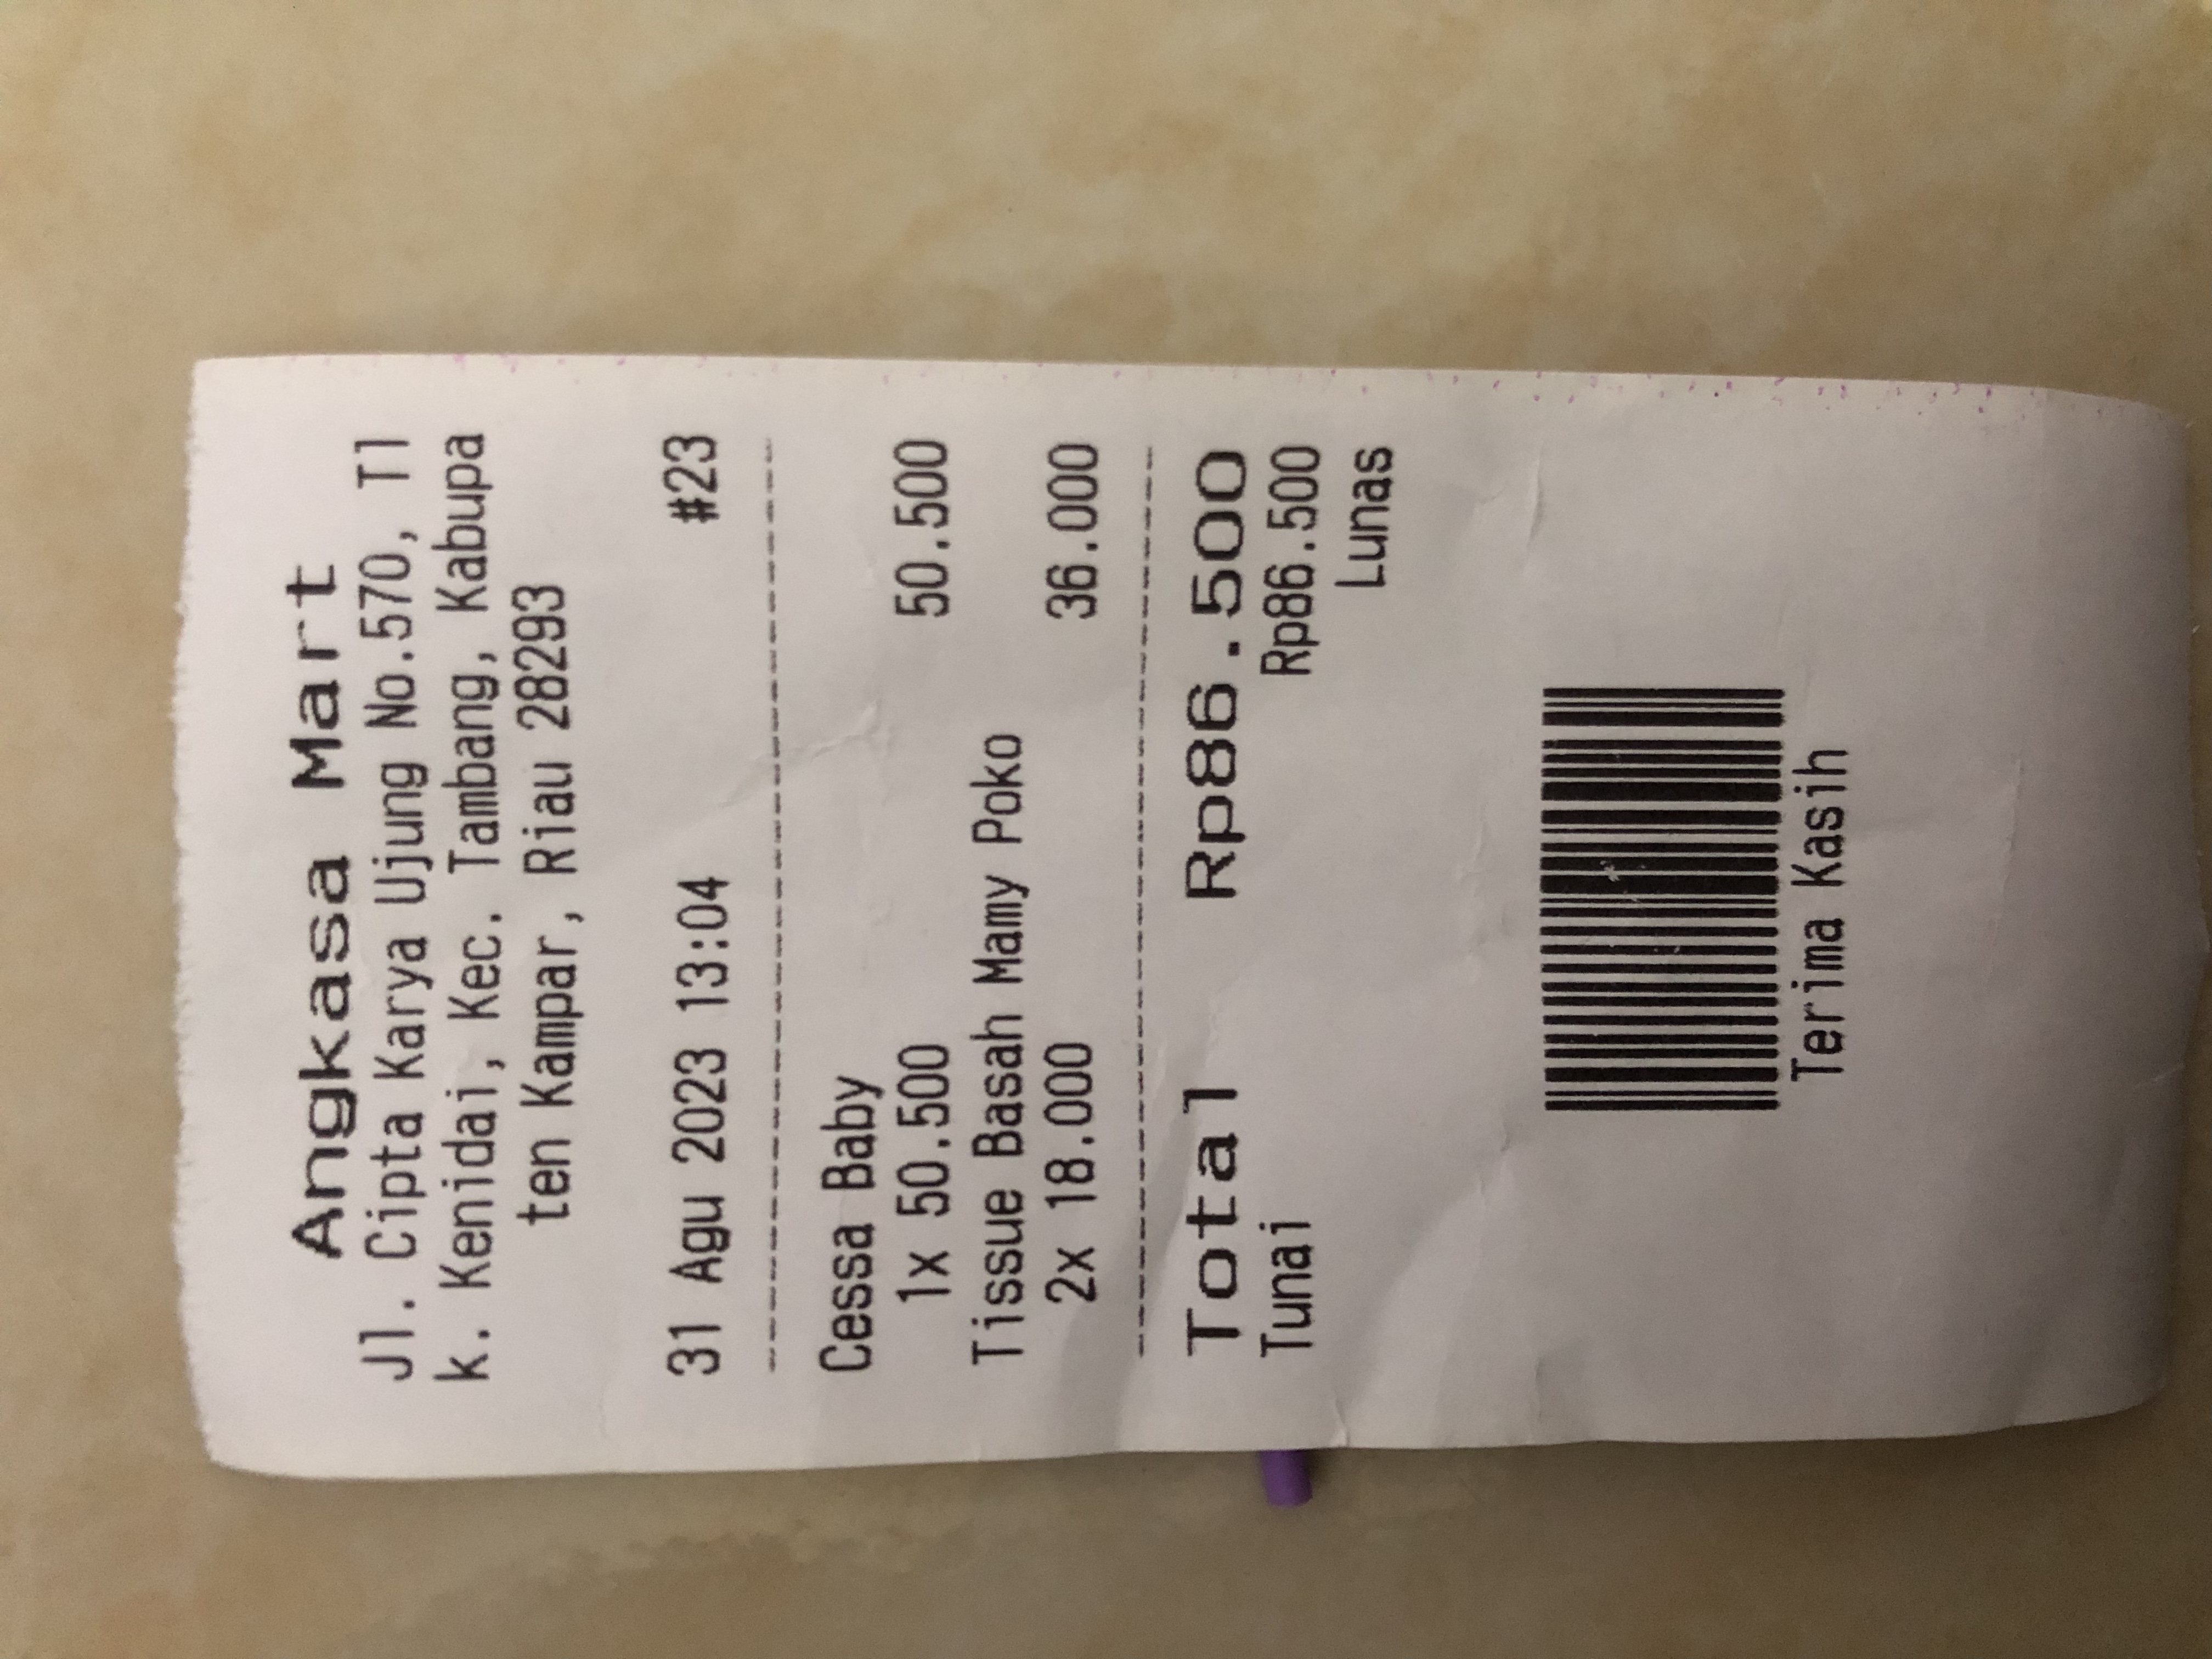 Angkasa Mart
Jl. Cipta Karya Ujung No.570, Tl
k. Kenidai, Kec. Tambang, Kabupa
ten Kampar, Riau 28293
31 Agu 2023 13:04 #23
Cessa Baby
1x 50.500 50.500
Tissue Basah Mamy Poko
2x 18.000 36.000
Total Rp86.500
Tunai Rp86.500
Lunas
Terima Kasih